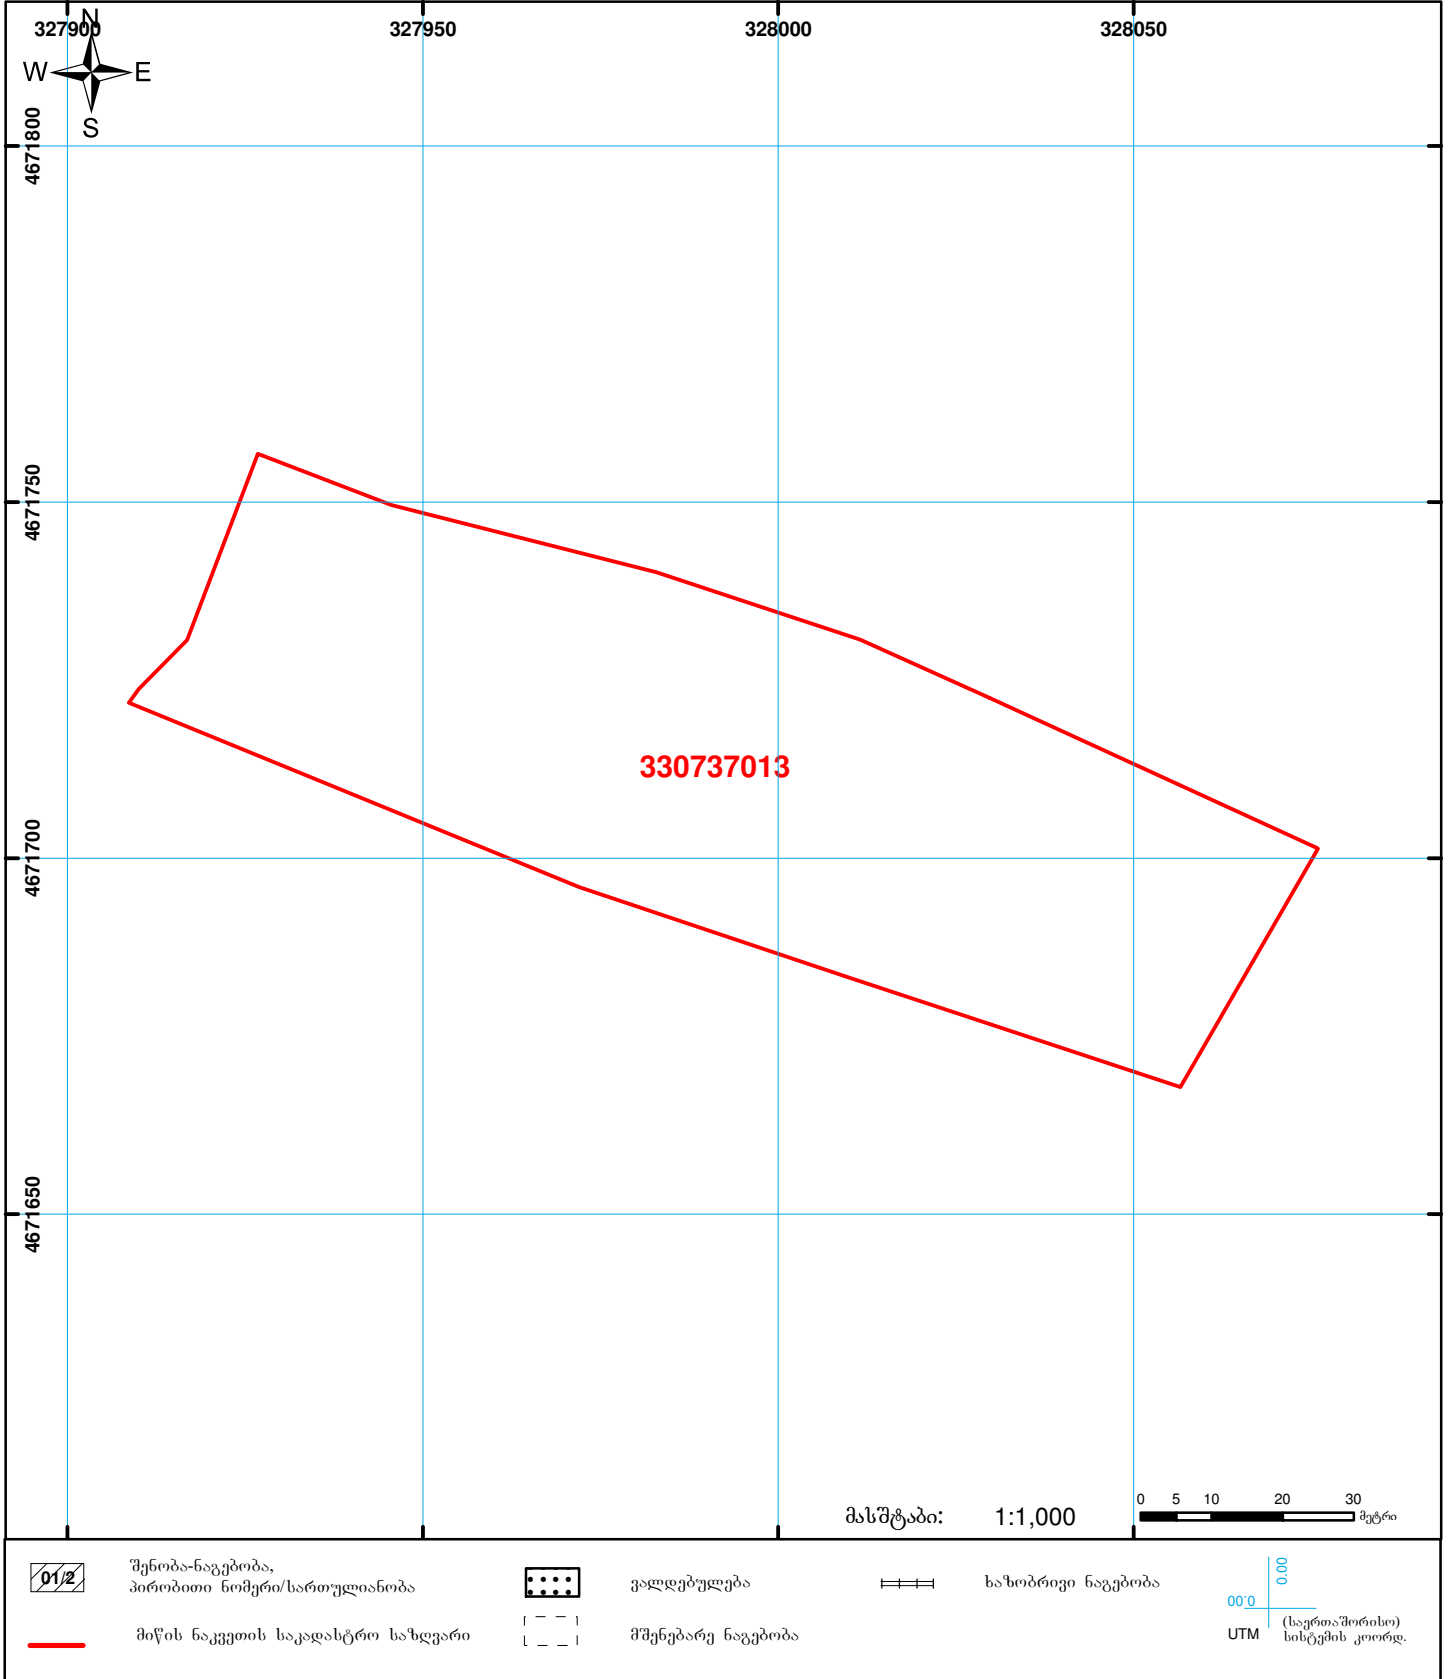 327900
327950
328000
328050
N
W
E
S
4671800
4671750
4671700
4671650
330737013
მასშტაბი: 1:1,000
0 5 10 20 30
მეტრი
01/2
შენობა-ნაგებობა,
პირობითი ნომერი/სართულიანობა
ვალდებულება
ხაზობრივი ნაგებობა
მიწის ნაკვეთის საკადასტრო საზღვარი
მშენებარე ნაგებობა
00.0
00.0
UTM
(საერთაშორისო)
სისტემის კოორდ.